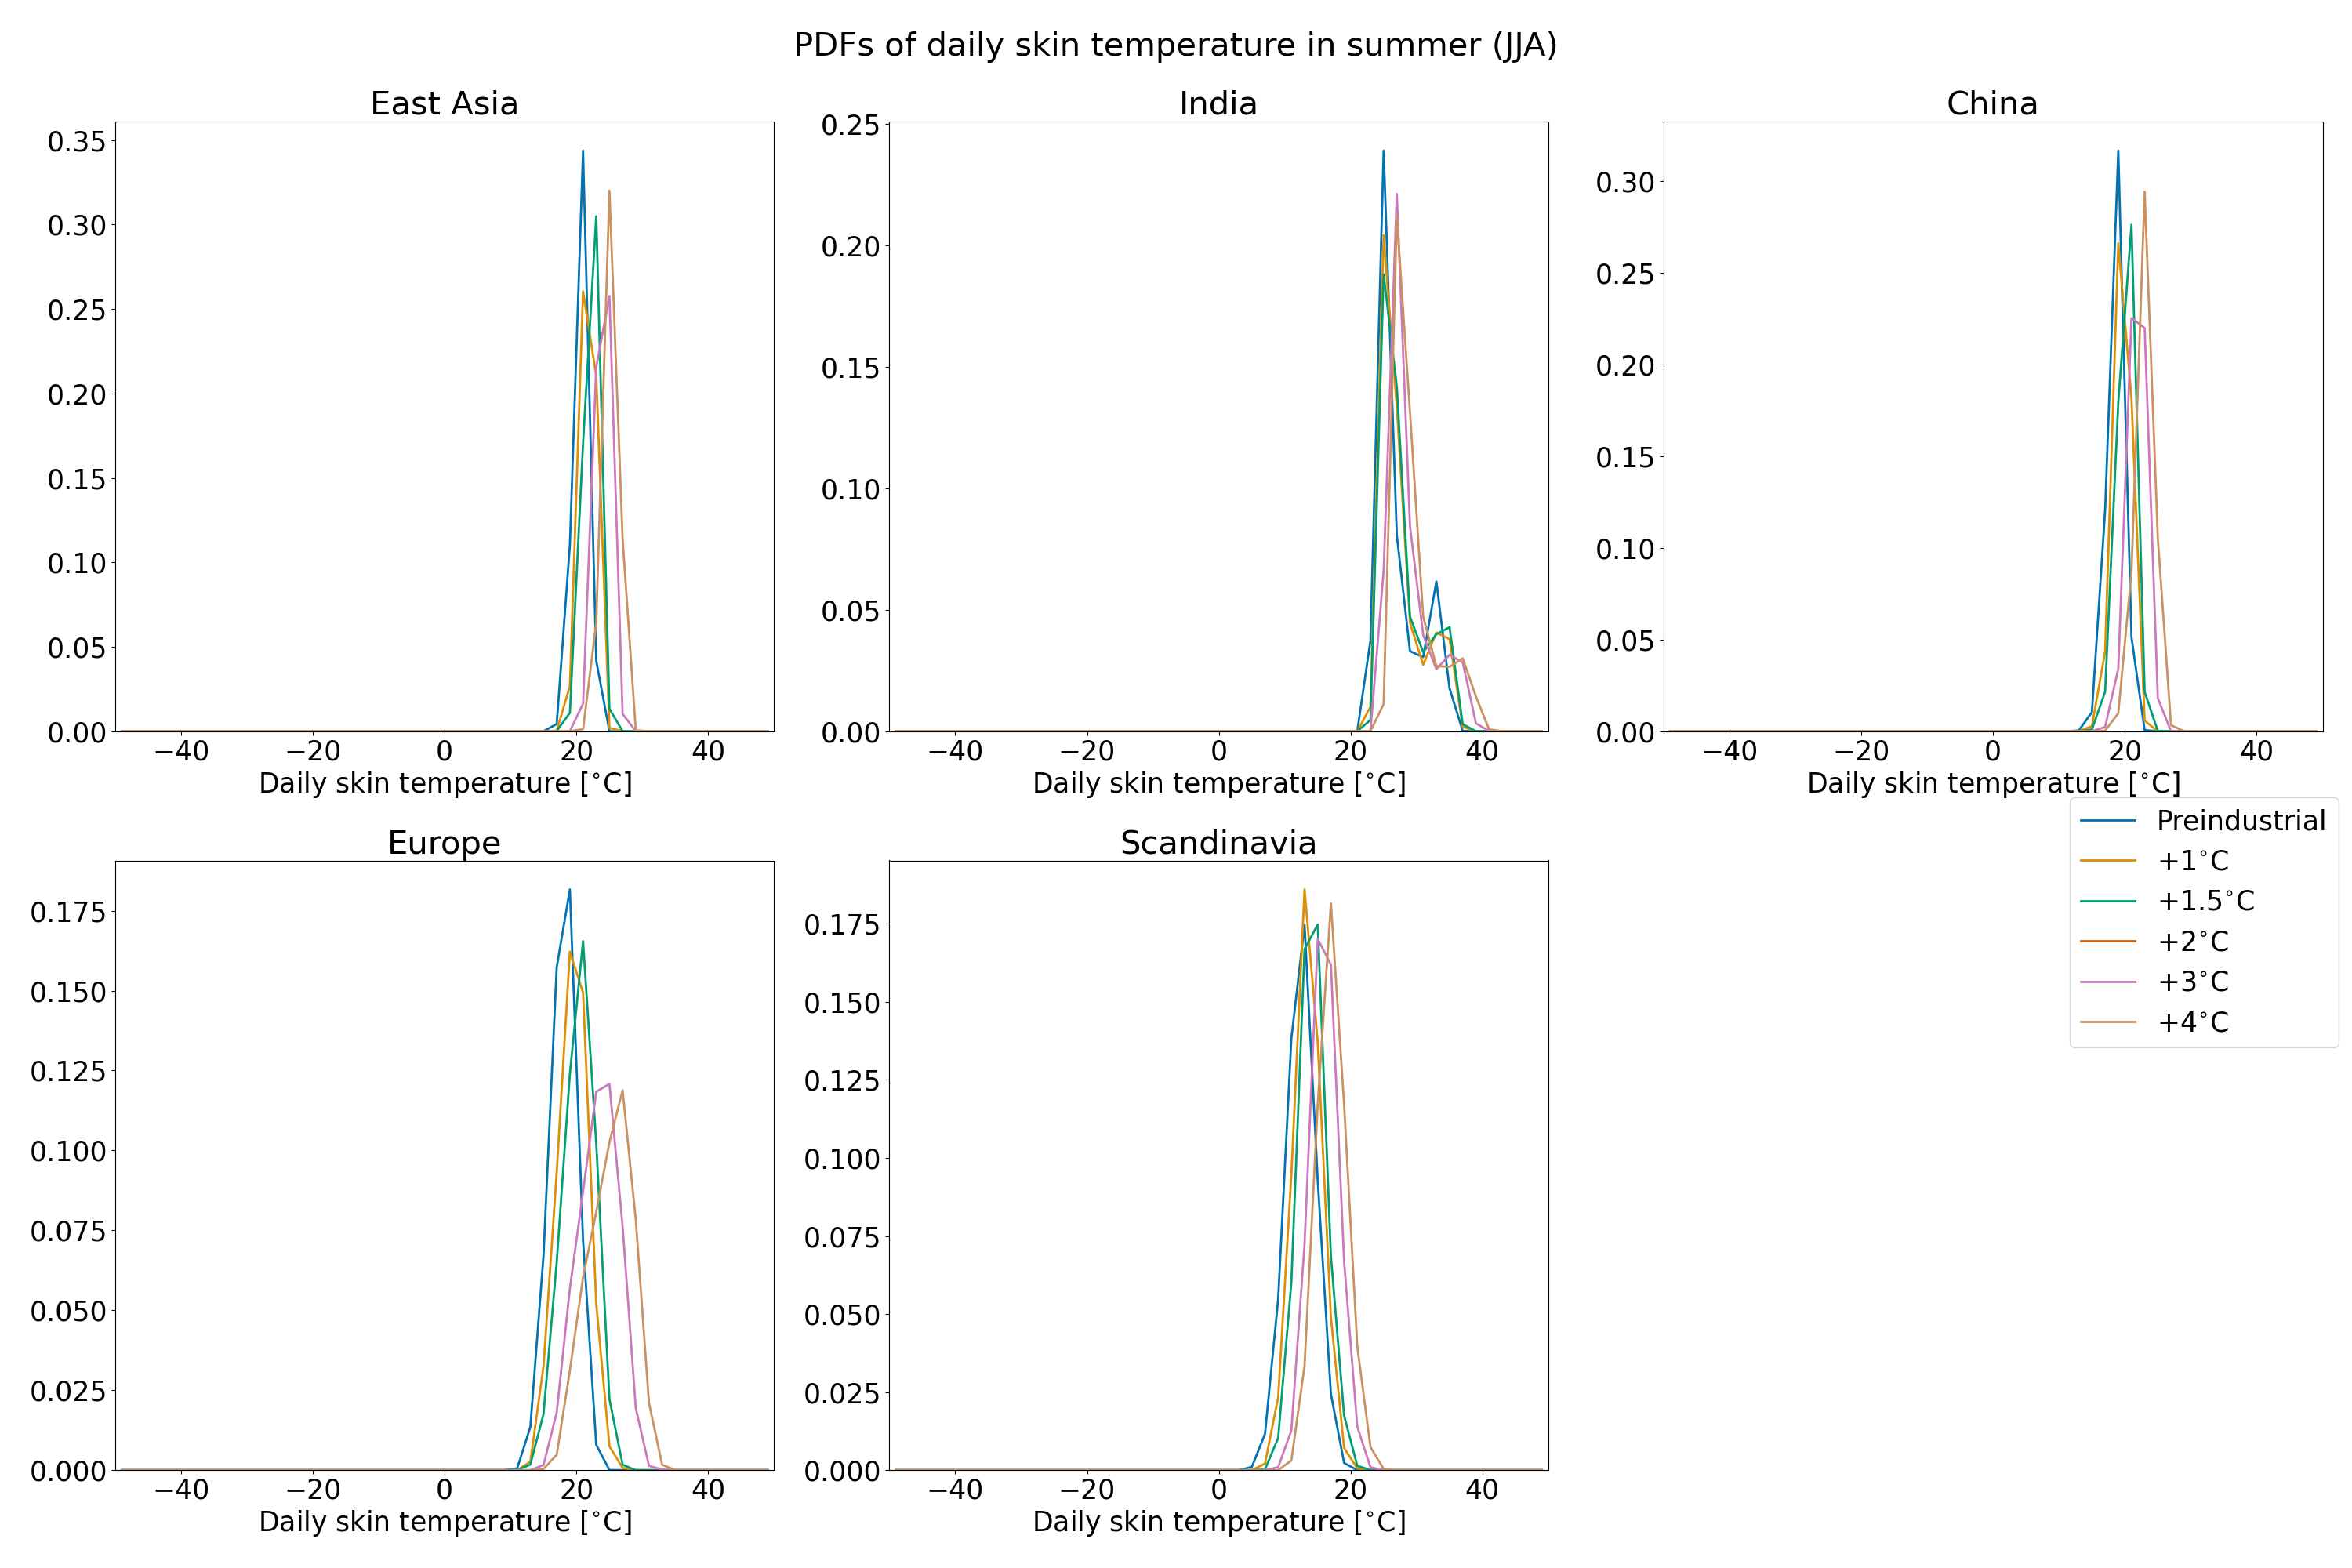 PDFs of daily skin temperature in summer (JJA)
East Asia
0.35
0.30
0.25
0.20
0.15
0.10
0.05
0.00
−40 −20 0 20 40
Daily skin temperature [°C]
India
0.25
0.20
0.15
0.10
0.05
0.00
−40 −20 0 20 40
Daily skin temperature [°C]
China
0.30
0.25
0.20
0.15
0.10
0.05
0.00
−40 −20 0 20 40
Daily skin temperature [°C]
Preindustrial
+1°C
+1.5°C
+2°C
+3°C
+4°C
Europe
0.175
0.150
0.125
0.100
0.075
0.050
0.025
0.000
−40 −20 0 20 40
Daily skin temperature [°C]
Scandinavia
0.175
0.150
0.125
0.100
0.075
0.050
0.025
0.000
−40 −20 0 20 40
Daily skin temperature [°C]